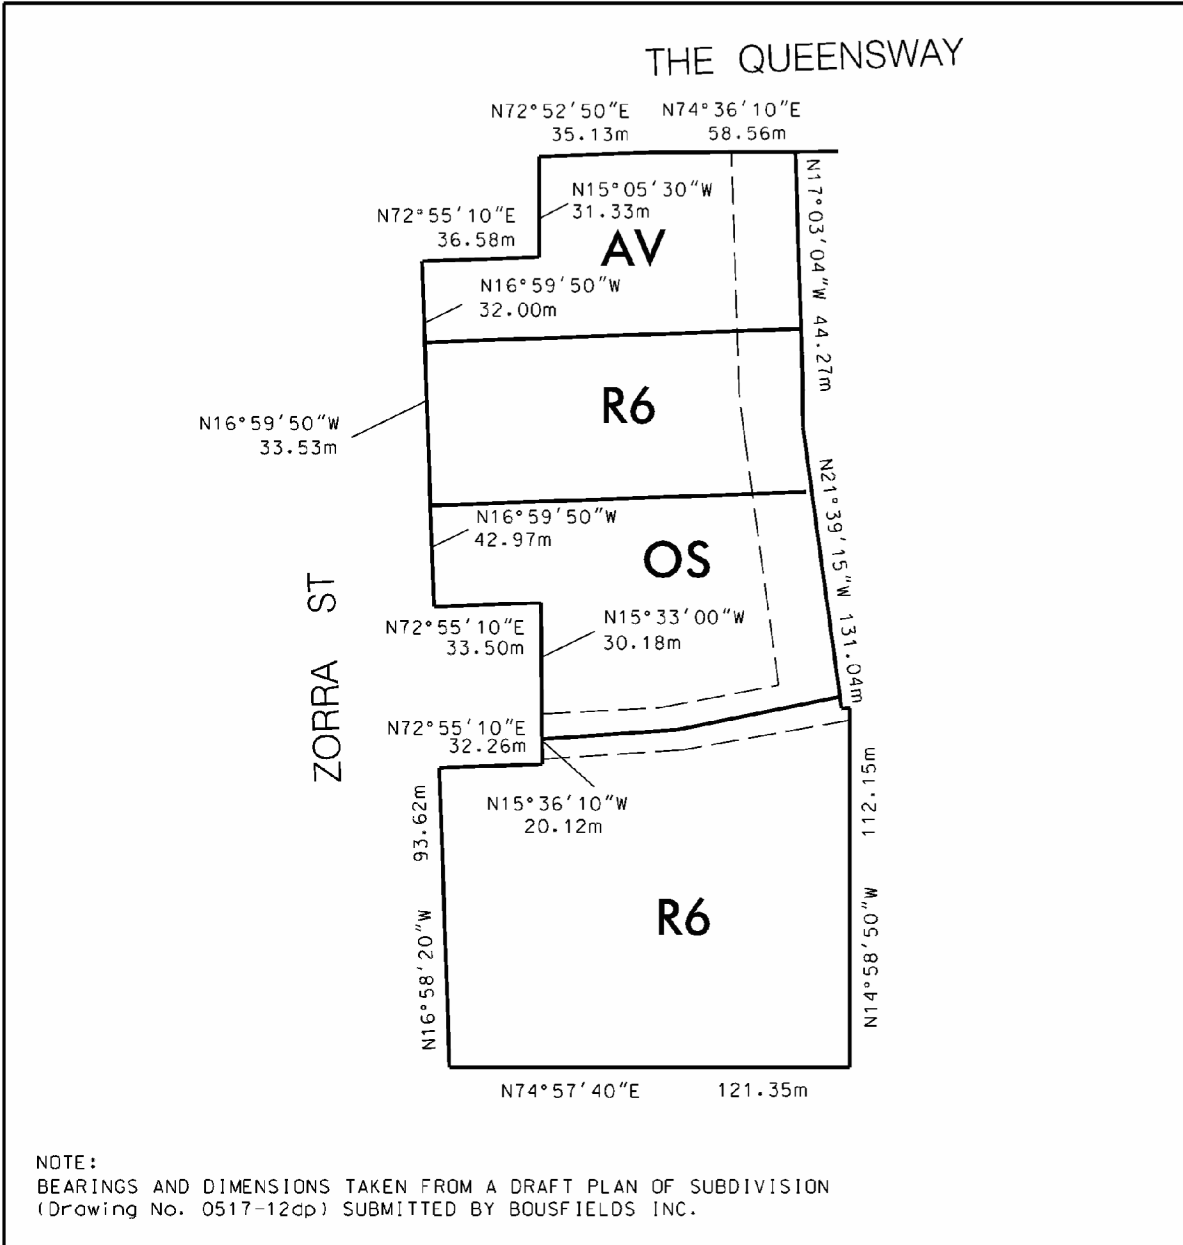 THE QUEENSWAY
N72°52'50"E N74°36'10"E
35.13m 58.56m
N15°05'30"W
31.33m
N72°55'10"E
36.58m
AV
N17°03'04"W 44.27m
N16°59'50"W
32.00m
R6
N16°59'50"W
33.53m
N21°39'15"W 131.04m
N16°59'50"W
42.97m
OS
ZORRA ST
N72°55'10"E
33.50m
N15°33'00"W
30.18m
N72°55'10"E
32.26m
N15°36'10"W
20.12m
N16°58'20"W 93.62m
R6
N14°58'50"W 112.15m
N74°57'40"E 121.35m
NOTE:
BEARINGS AND DIMENSIONS TAKEN FROM A DRAFT PLAN OF SUBDIVISION
(Drawing No. 0517-12dp) SUBMITTED BY BOUSFIELDS INC.